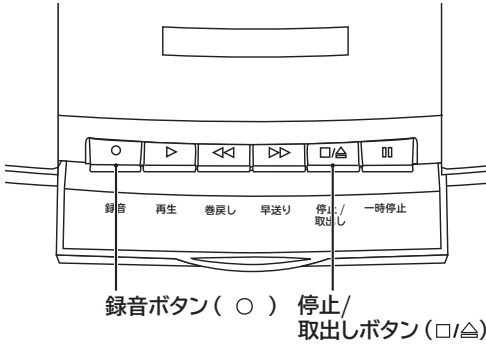 ○ ▷ ◁◁ ▷▷ □/≙ ▯▯
録音 再生 巻戻し 早送り 停止/ 一時停止
取出し
録音ボタン( ○ ) 停止/
取出しボタン(□/≙)